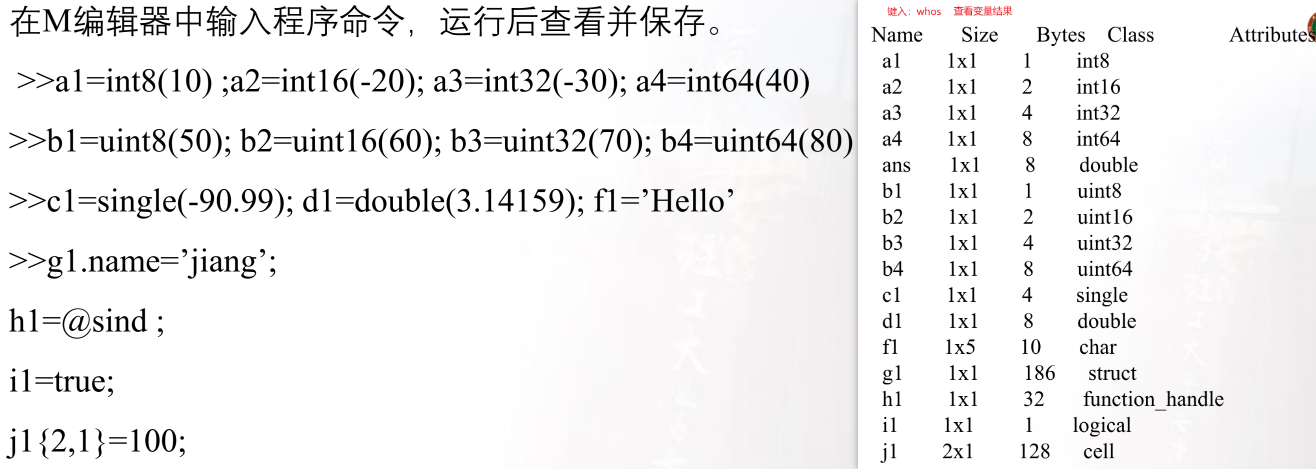 在M编辑器中输入程序命令，运行后查看并保存。
>>a1=int8(10) ;a2=int16(-20); a3=int32(-30); a4=int64(40)
>>b1=uint8(50); b2=uint16(60); b3=uint32(70); b4=uint64(80)
>>c1=single(-90.99); d1=double(3.14159); f1=’Hello’
>>g1.name=’jiang’;
h1=@sind ;
i1=true;
j1{2,1}=100;
键入：whos 查看变量结果
Name Size Bytes Class Attributes
a1 1x1 1 int8
a2 1x1 2 int16
a3 1x1 4 int32
a4 1x1 8 int64
ans 1x1 8 double
b1 1x1 1 uint8
b2 1x1 2 uint16
b3 1x1 4 uint32
b4 1x1 8 uint64
c1 1x1 4 single
d1 1x1 8 double
f1 1x5 10 char
g1 1x1 186 struct
h1 1x1 32 function_handle
i1 1x1 1 logical
j1 2x1 128 cell